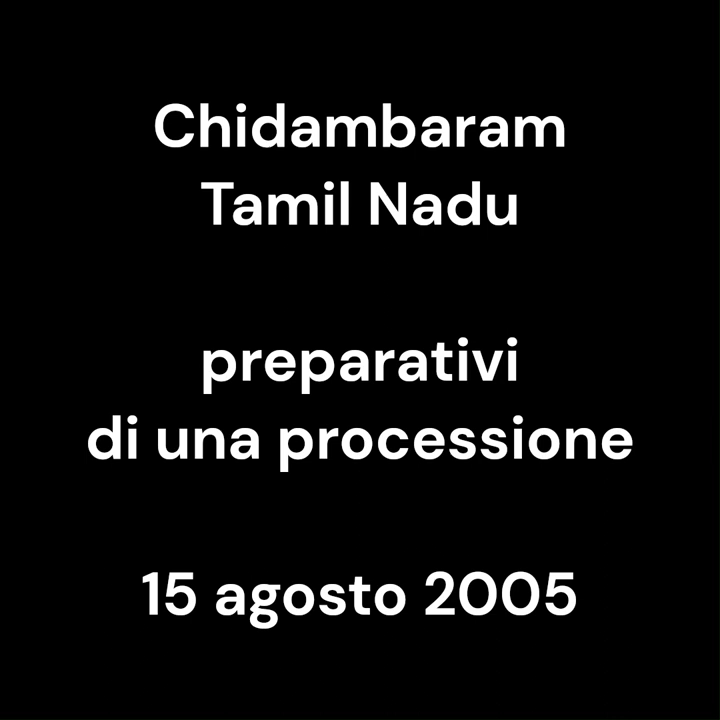 Chidambaram
Tamil Nadu
preparativi
di una processione
15 agosto 2005